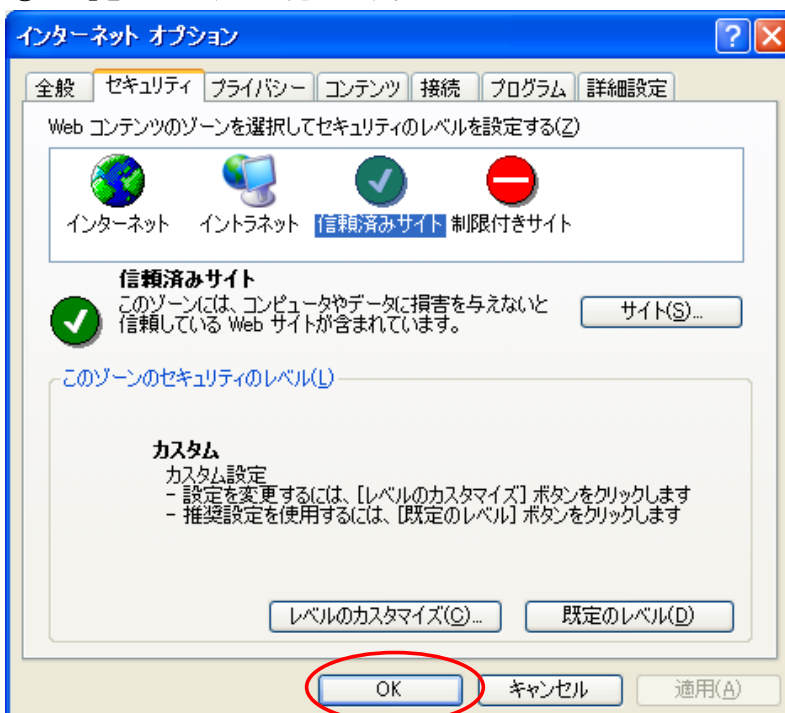 インターネット オプション
全般 セキュリティ プライバシー コンテンツ 接続 プログラム 詳細設定
Web コンテンツのゾーンを選択してセキュリティのレベルを設定する(Z)
インターネット イントラネット 信頼済みサイト 制限付きサイト
信頼済みサイト
このゾーンには、コンピュータやデータに損害を与えないと
信頼している Web サイトが含まれています。
サイト(S)...
このゾーンのセキュリティのレベル(L)
カスタム
カスタム設定
- 設定を変更するには、[レベルのカスタマイズ] ボタンをクリックします
- 推奨設定を使用するには、[既定のレベル] ボタンをクリックします
レベルのカスタマイズ(C)... 既定のレベル(D)
OK キャンセル 適用(A)